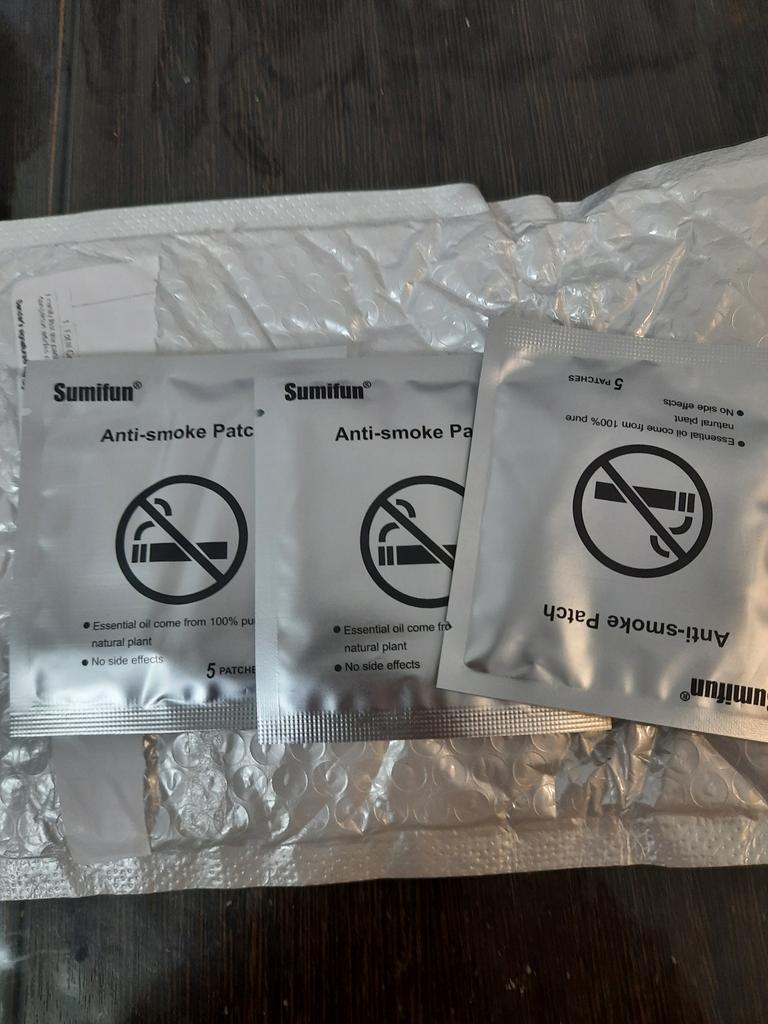 Sumifun®
Anti-smoke Patc
Essential oil come from 100% pu
natural plant
No side effects
5 PATCHE
Sumifun®
Anti-smoke Pa
Essential oil come fro
natural plant
No side effects
Sumifun®
Anti-smoke Patch
Essential oil come from 100% pure
natural plant
No side effects
5 PATCHES